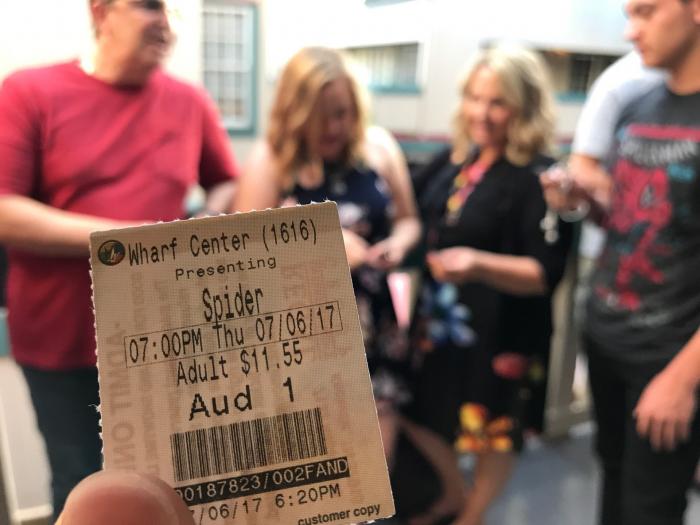 Wharf Center (1616)
Presenting
Spider
07:00PM Thu 07/06/17
Adult $11.55
Aud 1
00187823/002FAND
/06/17 6:20PM
customer copy